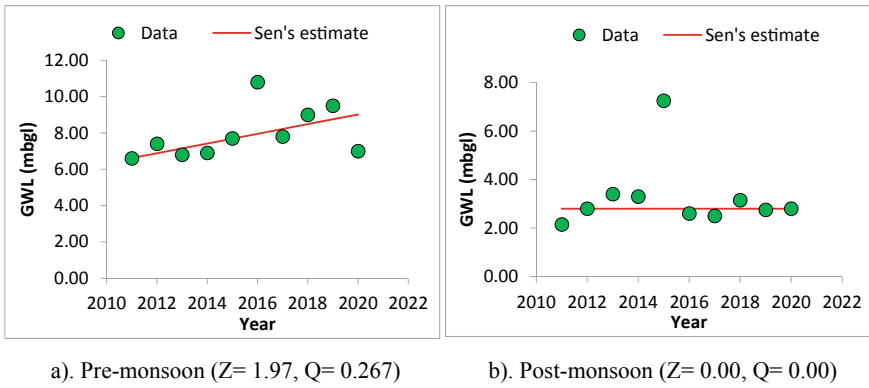 Data Sen's estimate
12.00
10.00
8.00
6.00
4.00
2.00
0.00
GWL (mbgl)
2010 2012 2014 2016 2018 2020 2022
Year
a). Pre-monsoon (Z= 1.97, Q= 0.267)
Data Sen's estimate
8.00
6.00
4.00
2.00
0.00
GWL (mbgl)
2010 2012 2014 2016 2018 2020 2022
Year
b). Post-monsoon (Z= 0.00, Q= 0.00)